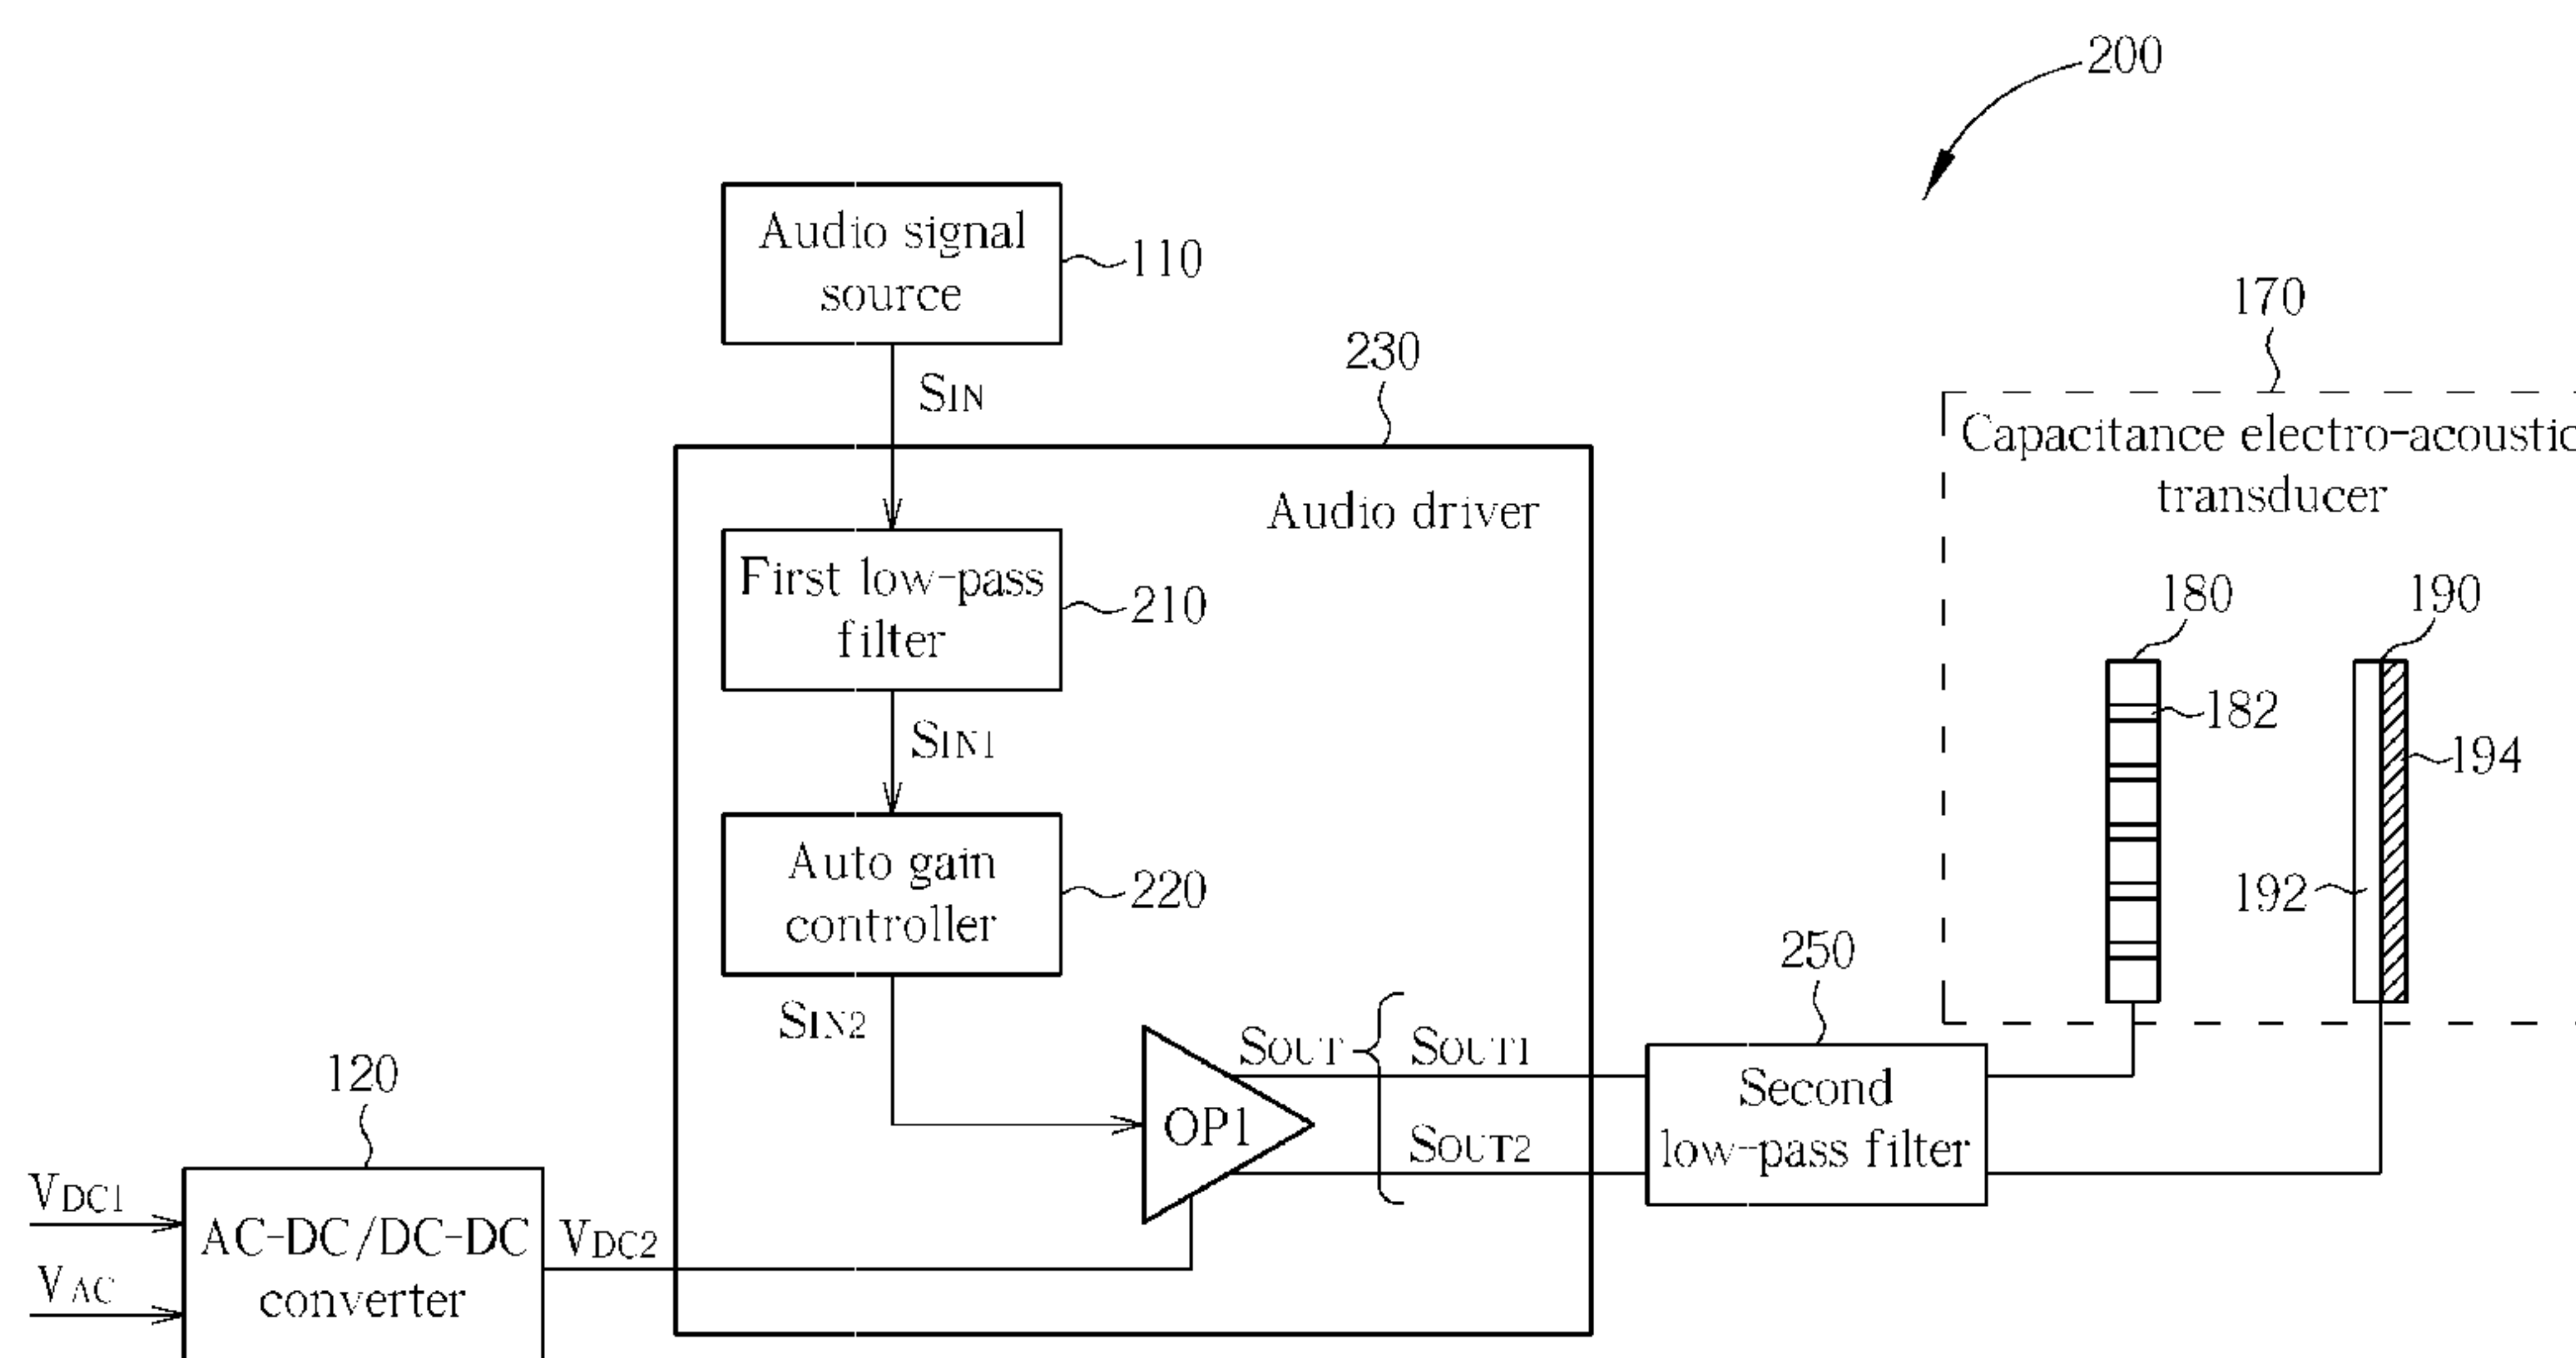 200
Audio signal
source
110
170
230
SIN
Capacitance electro-acoustic
transducer
Audio driver
First low-pass
filter
210
180
190
182
SIN1
194
Auto gain
controller
220
192
250
SIN2
SOUT
SOUT1
120
Second
low-pass filter
OP1
SOUT2
VDC1
AC-DC/DC-DC
converter
VDC2
VAC